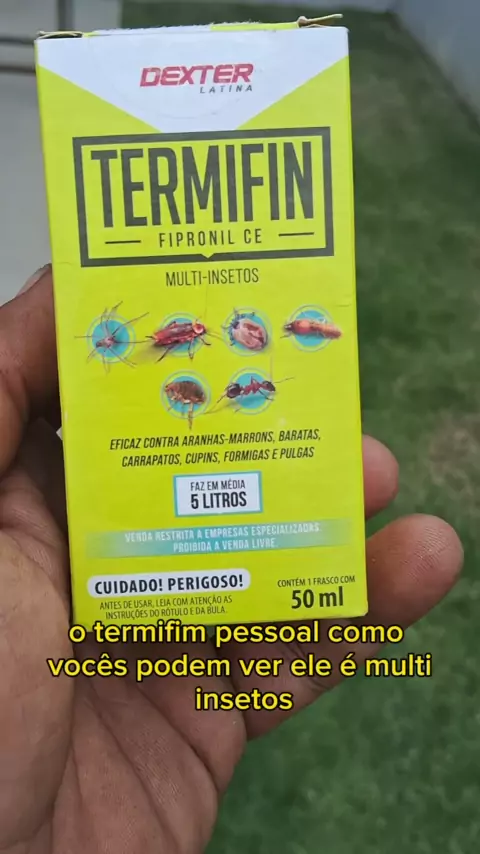 DEXTER
LATINA
TERMIFIN
FIPRONIL CE
MULTI-INSETOS
EFICAZ CONTRA ARANHAS-MARRONS, BARATAS,
CARRAPATOS, CUPINS, FORMIGAS E PULGAS
FAZ EM MÉDIA
5 LITROS
VENDA RESTRITA A EMPRESAS ESPECIALIZADAS.
PROIBIDA A VENDA LIVRE.
CUIDADO! PERIGOSO!
ANTES DE USAR, LEIA COM ATENÇÃO AS
INSTRUÇÕES DO RÓTULO E DA BULA.
CONTÉM 1 FRASCO COM
50 ml
o termifim pessoal como
vocês podem ver ele é multi
insetos